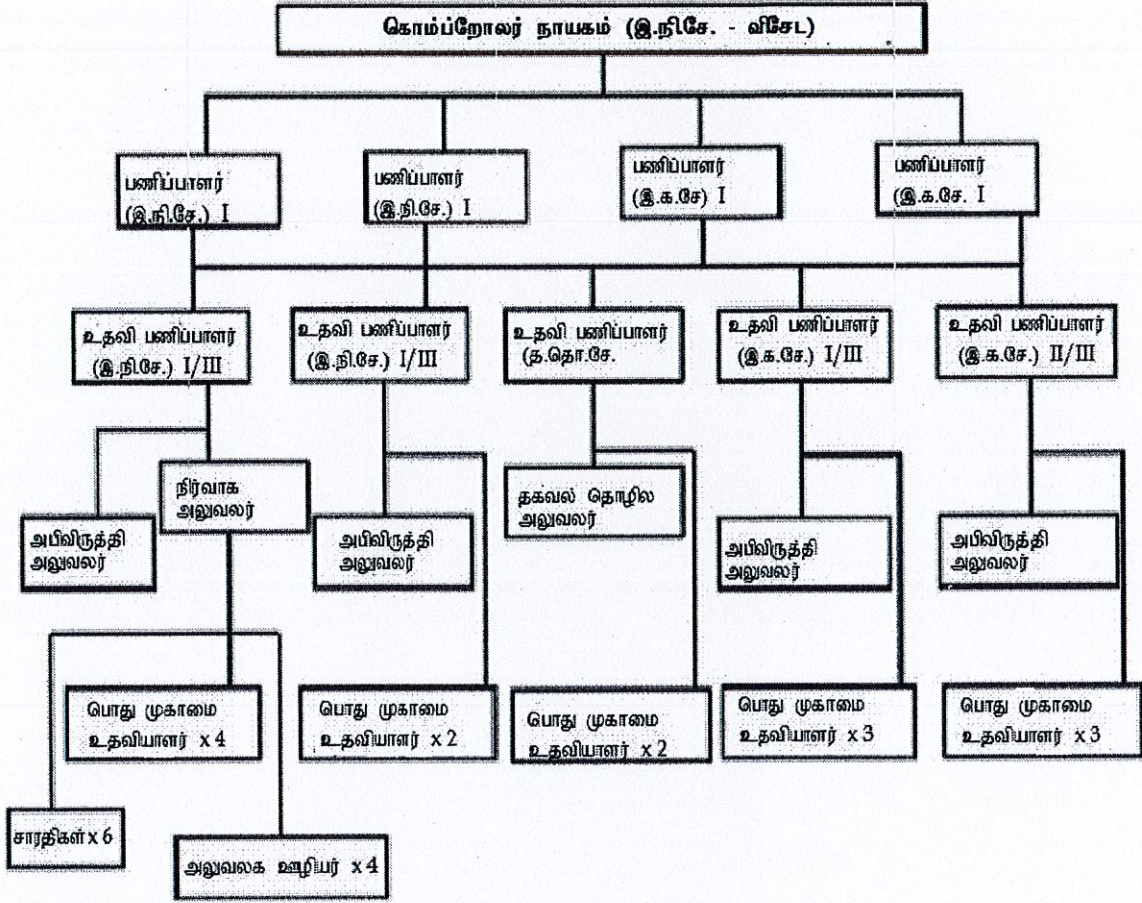 கொம்ப்றோலர் நாயகம் (இ.நி.சே. - விசேட)
பணிப்பாளர்
(இ.நி.சே.) I
பணிப்பாளர்
(இ.நி.சே.) I
பணிப்பாளர்
(இ.க.சே) I
பணிப்பாளர்
(இ.க.சே. I
உதவி பணிப்பாளர்
(இ.நி.சே.) I/III
உதவி பணிப்பாளர்
(இ.நி.சே.) I/III
உதவி பணிப்பாளர்
(த.தொ.சே.
உதவி பணிப்பாளர்
(இ.க.சே.) I/III
உதவி பணிப்பாளர்
(இ.க.சே.) II/III
அபிவிருத்தி
அலுவலர்
நிர்வாக
அலுவலர்
அபிவிருத்தி
அலுவலர்
தகவல் தொழில
அலுவலர்
அபிவிருத்தி
அலுவலர்
அபிவிருத்தி
அலுவலர்
பொது முகாமை
உதவியாளர் x 4
பொது முகாமை
உதவியாளர் x 2
பொது முகாமை
உதவியாளர் x 2
பொது முகாமை
உதவியாளர் x 3
பொது முகாமை
உதவியாளர் x 3
சாரதிகள் x 6
அலுவலக ஊழியர் x 4